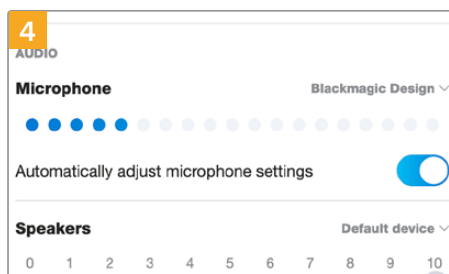 4
AUDIO
Microphone Blackmagic Design
Automatically adjust microphone settings
Speakers Default device
0 1 2 3 4 5 6 7 8 9 10